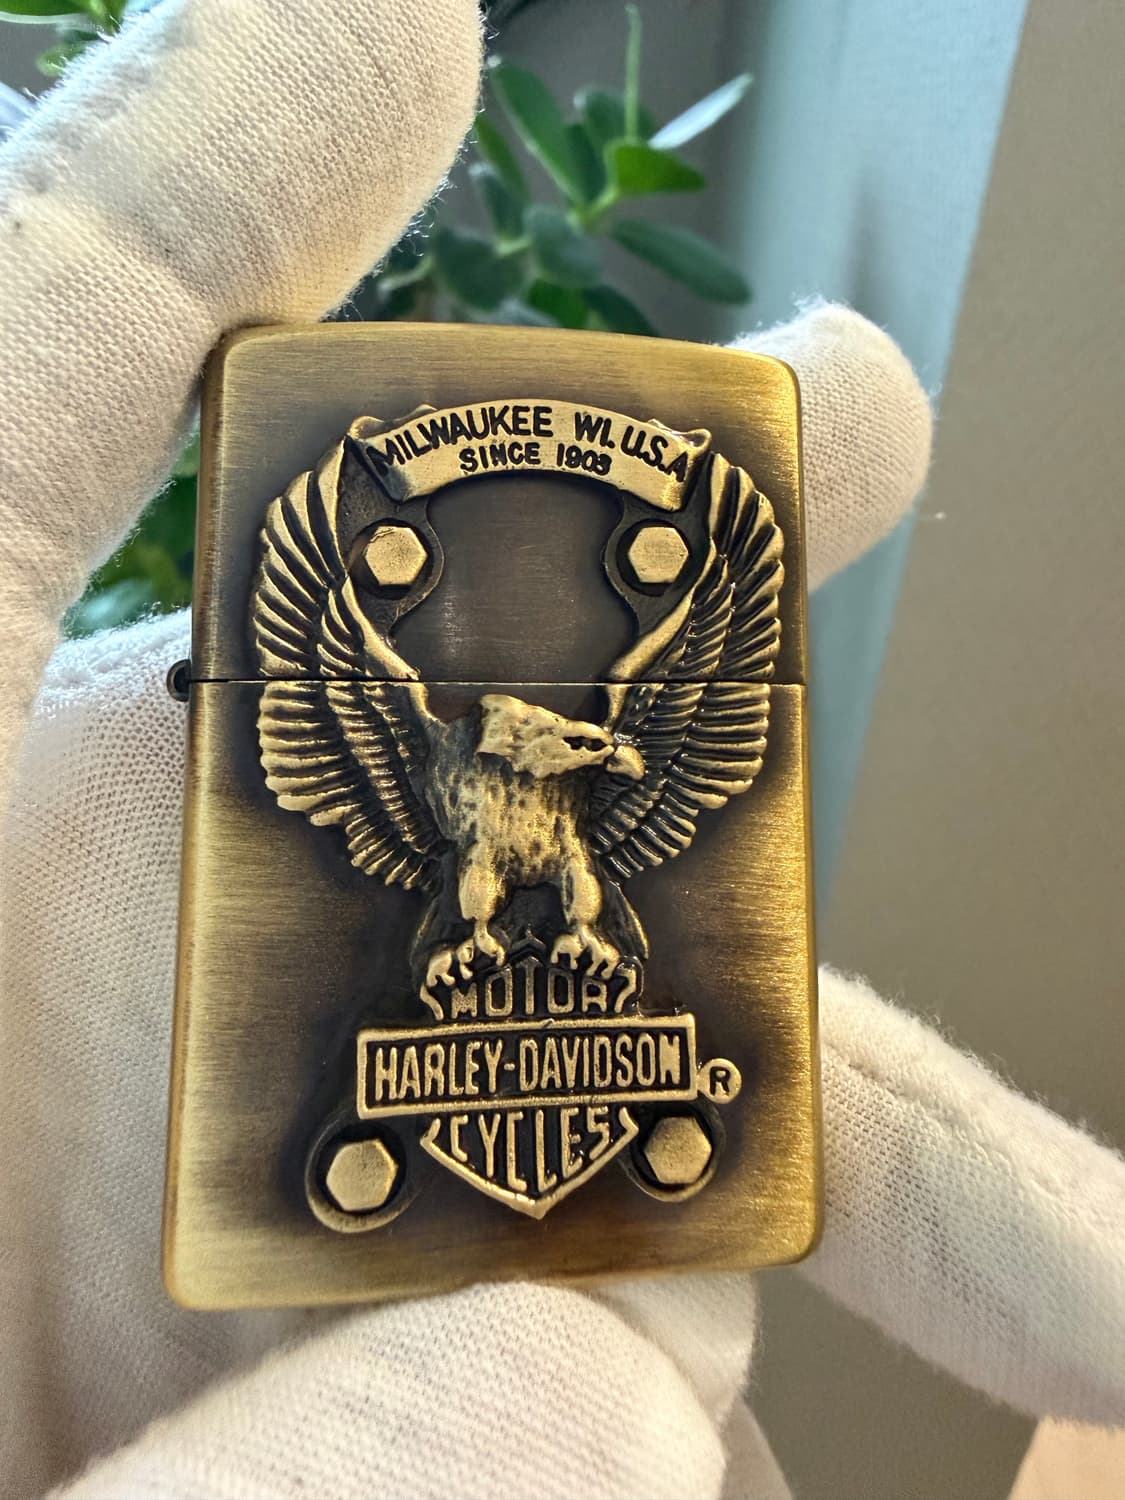 MILWAUKEE WI. U.S.A
SINCE 1903
MOTOR
HARLEY-DAVIDSON ®
CYCLES